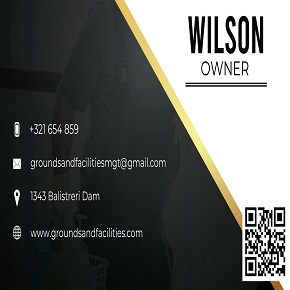 WILSON
OWNER
+321 654 859
groundsandfacilitiesmgt@gmail.com
1343 Balistreri Dam
www.groundsandfacilities.com